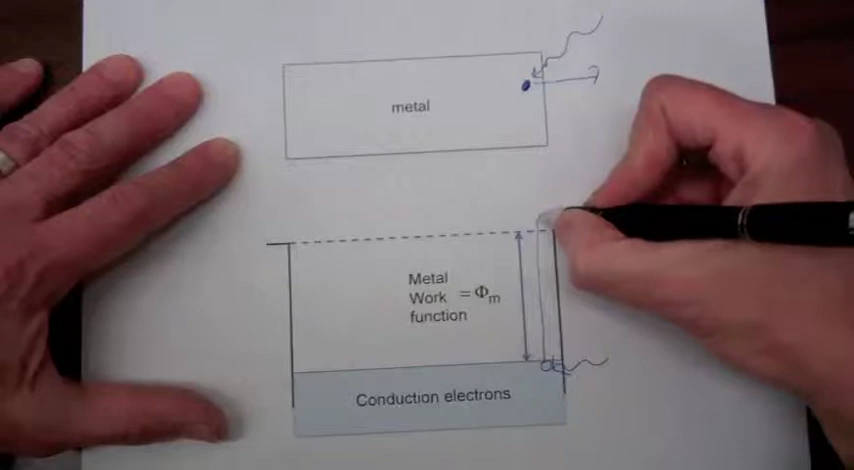 metal
Metal
Work = Φm
function
Conduction electrons